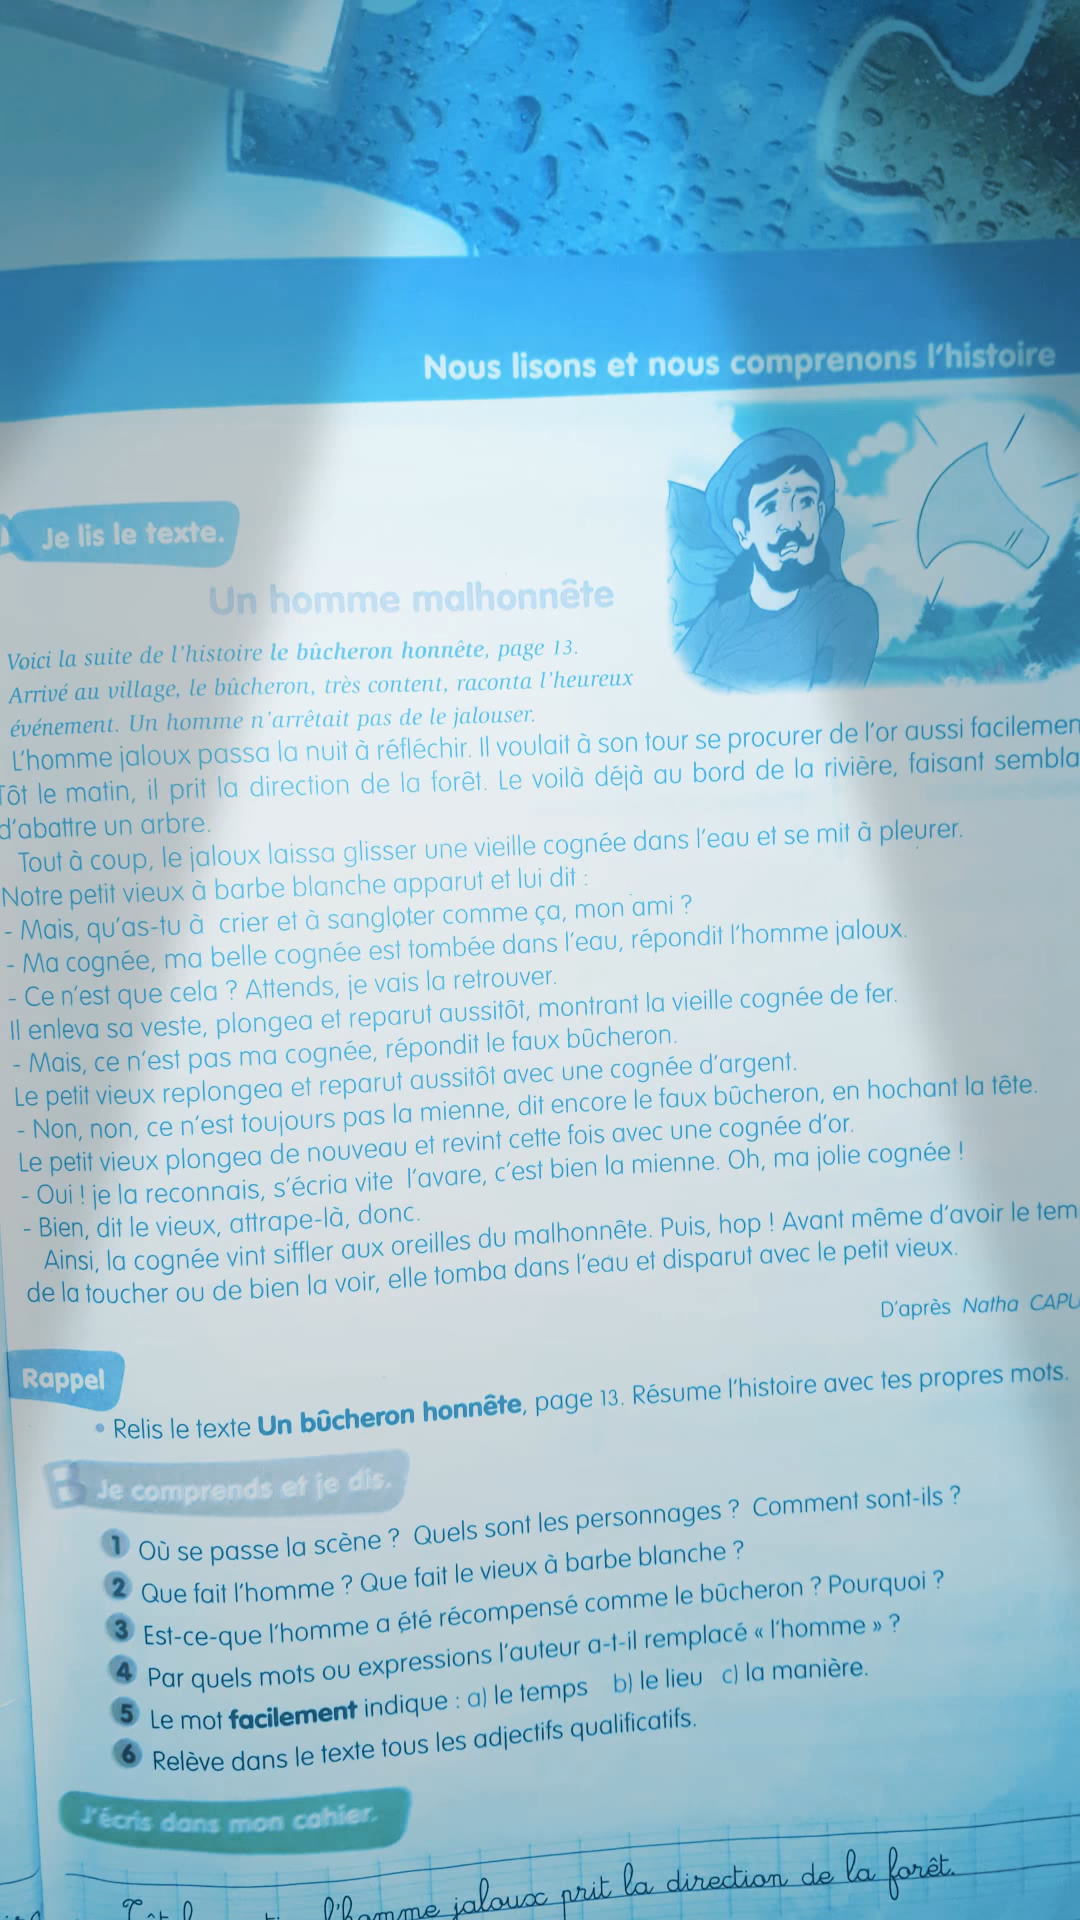 Nous lisons et nous comprenons l'histoire
Je lis le texte.
Un homme malhonnête
Voici la suite de l'histoire le bûcheron honnête, page 13.
Arrivé au village, le bûcheron, très content, raconta l'heureux
événement. Un homme n'arrêtait pas de le jalouser.
L'homme jaloux passa la nuit à réfléchir. Il voulait à son tour se procurer de l'or aussi facilemen
Tôt le matin, il prit la direction de la forêt. Le voilà déjà au bord de la rivière, faisant sembla
d'abattre un arbre.
Tout à coup, le jaloux laissa glisser une vieille cognée dans l'eau et se mit à pleurer.
Notre petit vieux à barbe blanche apparut et lui dit :
- Mais, qu'as-tu à crier et à sangloter comme ça, mon ami ?
- Ma cognée, ma belle cognée est tombée dans l'eau, répondit l'homme jaloux.
- Ce n'est que cela ? Attends, je vais la retrouver.
Il enleva sa veste, plongea et reparut aussitôt, montrant la vieille cognée de fer.
- Mais, ce n'est pas ma cognée, répondit le faux bûcheron.
Le petit vieux replongea et reparut aussitôt avec une cognée d'argent.
- Non, non, ce n'est toujours pas la mienne, dit encore le faux bûcheron, en hochant la tête.
Le petit vieux plongea de nouveau et revint cette fois avec une cognée d'or.
- Oui ! je la reconnais, s'écria vite l'avare, c'est bien la mienne. Oh, ma jolie cognée !
- Bien, dit le vieux, attrape-là, donc.
Ainsi, la cognée vint siffler aux oreilles du malhonnête. Puis, hop ! Avant même d'avoir le tem
de la toucher ou de bien la voir, elle tomba dans l'eau et disparut avec le petit vieux.
D'après Natha CAPU
Rappel
• Relis le texte Un bûcheron honnête, page 13. Résume l'histoire avec tes propres mots.
B Je comprends et je dis.
1 Où se passe la scène ? Quels sont les personnages ? Comment sont-ils ?
2 Que fait l'homme ? Que fait le vieux à barbe blanche ?
3 Est-ce-que l'homme a été récompensé comme le bûcheron ? Pourquoi ?
4 Par quels mots ou expressions l'auteur a-t-il remplacé « l'homme » ?
5 Le mot facilement indique : a) le temps b) le lieu c) la manière.
6 Relève dans le texte tous les adjectifs qualificatifs.
J'écris dans mon cahier.
l'homme jaloux prit la direction de la forêt.